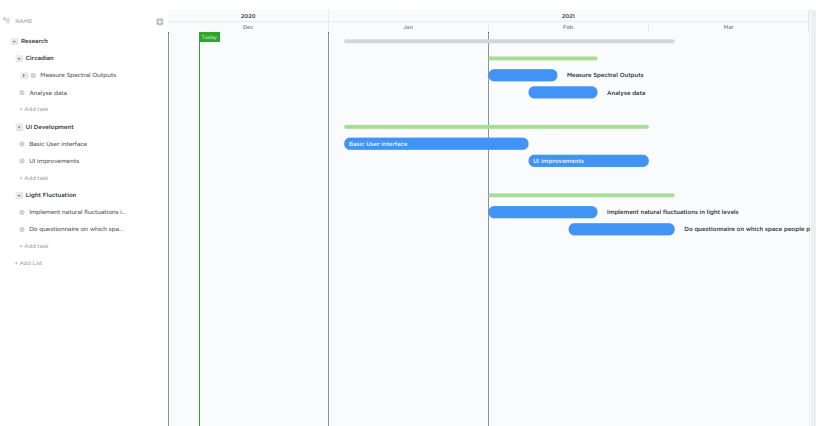 NAME
2020
2021
Dec
Jan
Feb
Mar
Today
Research
Circadian
Measure Spectral Outputs
Measure Spectral Outputs
Analyse data
Analyse data
+ Add task
UI Development
Basic User interface
Basic User interface
UI improvements
UI improvements
+ Add task
Light Fluctuation
Implement natural fluctuations i...
Implement natural fluctuations in light levels
Do questionnaire on which spa...
Do questionnaire on which space people p
+ Add task
+ Add List